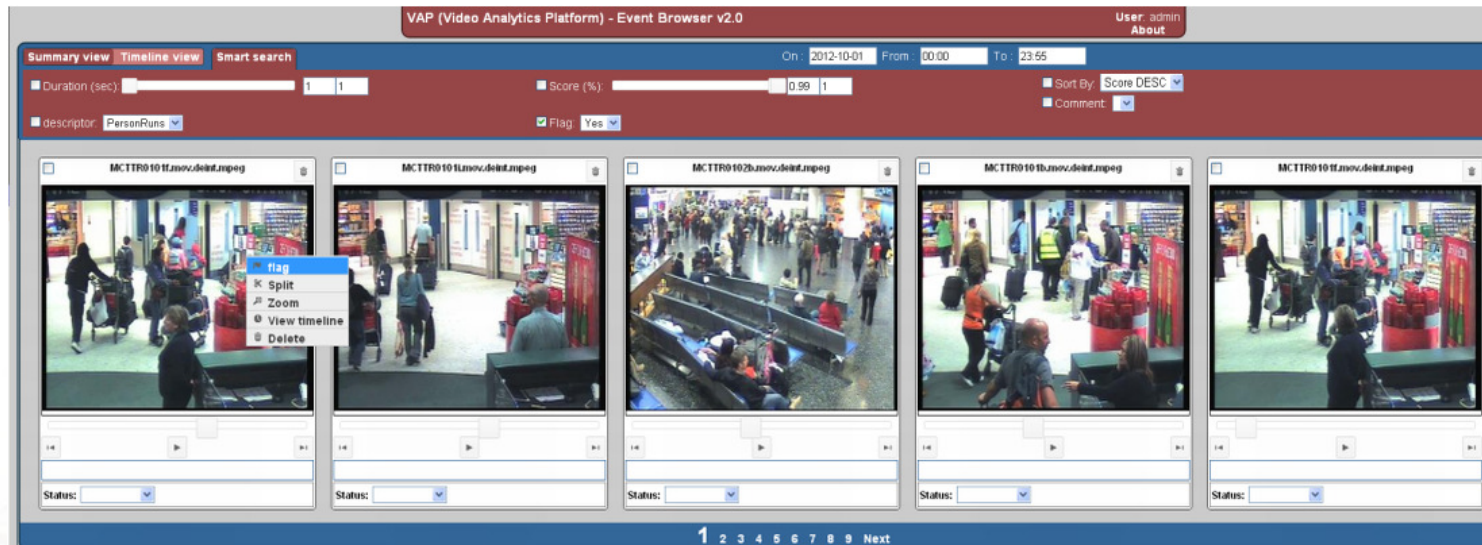 VAP (Video Analytics Platform) - Event Browser v2.0
User: admin
About
Summary view Timeline view Smart search
On : 2012-10-01 From : 00:00 To : 23:55
Duration (sec): 1 1
Score (%): 0.99 1
Sort By: Score DESC
Comment:
descriptor: PersonRuns
Flag: Yes
MCTTR0101f.mov.deint.mpeg
MCTTR0101i.mov.deint.mpeg
MCTTR0102b.mov.deint.mpeg
MCTTR0101b.mov.deint.mpeg
MCTTR0101f.mov.deint.mpeg
flag
Split
Zoom
View timeline
Delete
Status:
Status:
Status:
Status:
Status:
1 2 3 4 5 6 7 8 9 Next